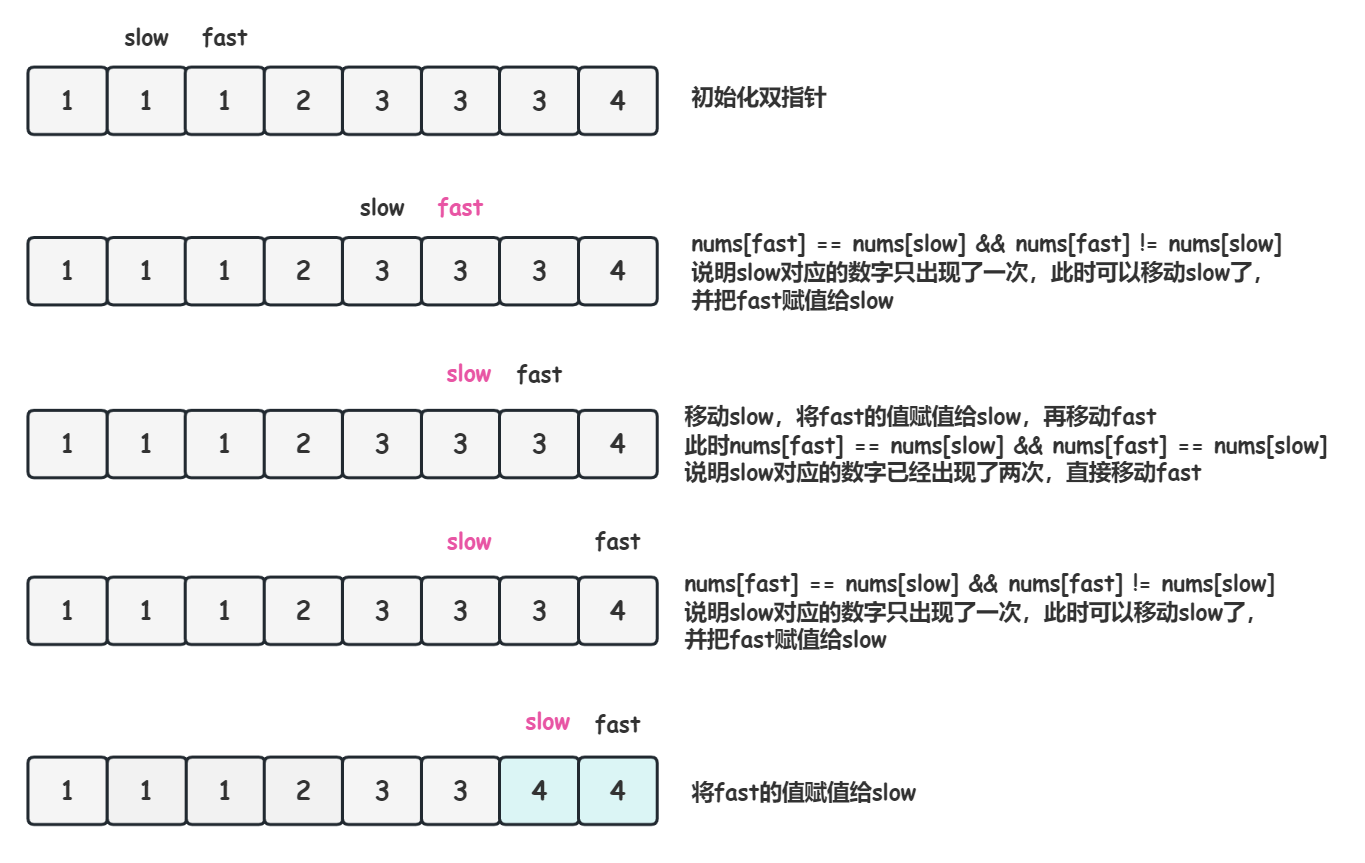 slow fast
1 1 1 2 3 3 3 4
初始化双指针
slow fast
1 1 1 2 3 3 3 4
nums[fast] == nums[slow] && nums[fast] != nums[slow]
说明slow对应的数字只出现了一次，此时可以移动slow了，
并把fast赋值给slow
slow fast
1 1 1 2 3 3 3 4
移动slow，将fast的值赋值给slow，再移动fast
此时nums[fast] == nums[slow] && nums[fast] == nums[slow]
说明slow对应的数字已经出现了两次，直接移动fast
slow fast
1 1 1 2 3 3 3 4
nums[fast] == nums[slow] && nums[fast] != nums[slow]
说明slow对应的数字只出现了一次，此时可以移动slow了，
并把fast赋值给slow
slow fast
1 1 1 2 3 3 4 4
将fast的值赋值给slow